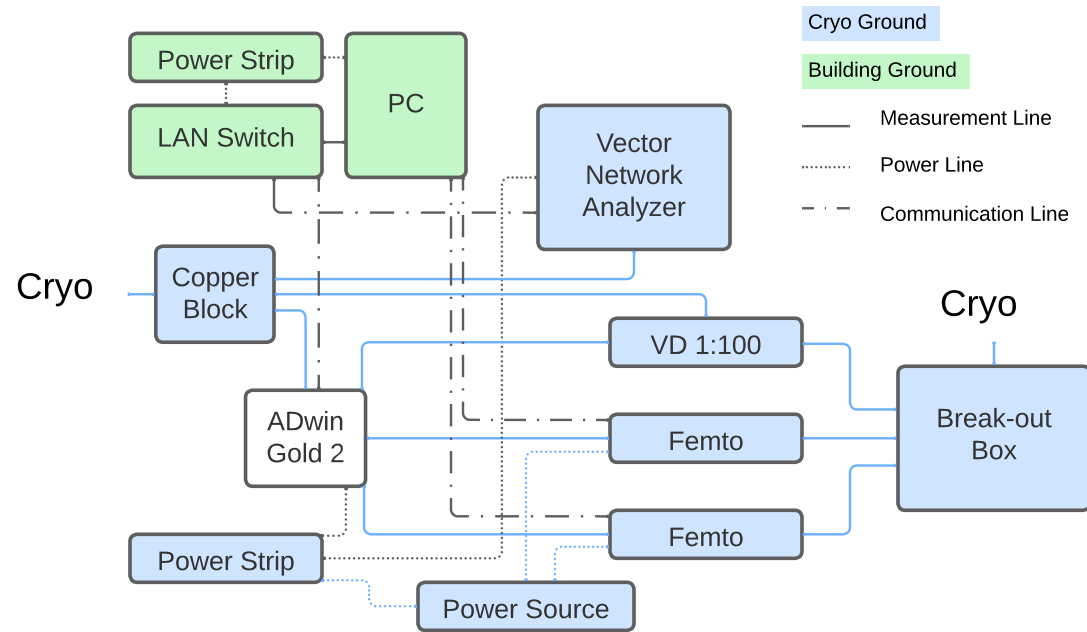 Power Strip
PC
LAN Switch
Vector
Network
Analyzer
Cryo Ground
Building Ground
Measurement Line
Power Line
Communication Line
Cryo
Copper
Block
VD 1:100
Cryo
ADwin
Gold 2
Femto
Break-out
Box
Femto
Power Strip
Power Source